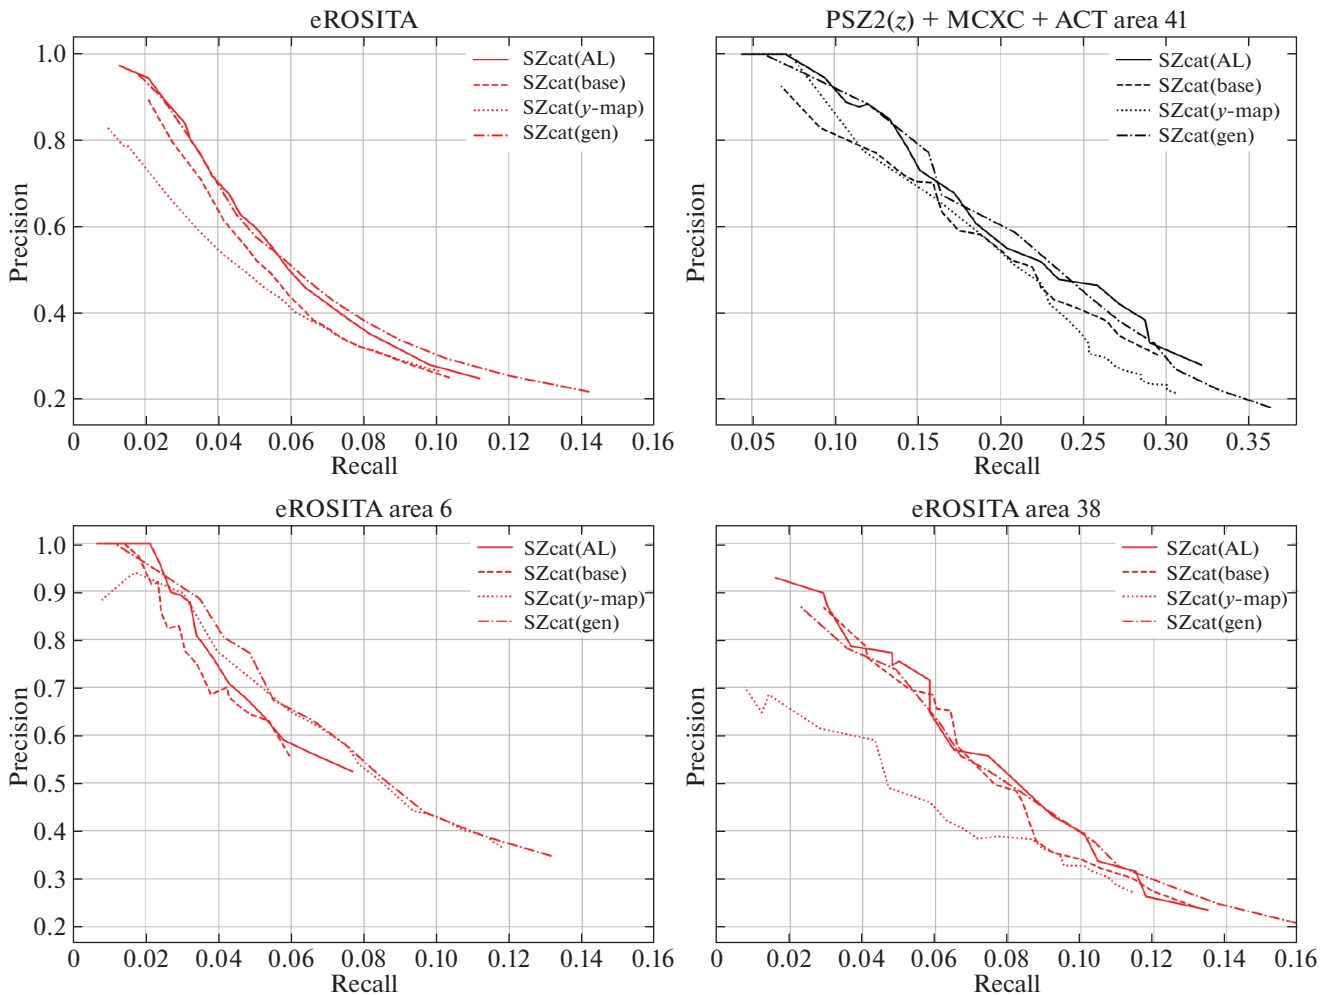 eROSITA
1.0
0.8
0.6
0.4
0.2
Precision
SZcat(AL)
SZcat(base)
SZcat(y-map)
SZcat(gen)
0 0.02 0.04 0.06 0.08 0.10 0.12 0.14 0.16
Recall
PSZ2(z) + MCXC + ACT area 41
Precision
SZcat(AL)
SZcat(base)
SZcat(y-map)
SZcat(gen)
0.05 0.10 0.15 0.20 0.25 0.30 0.35
Recall
eROSITA area 6
1.0
0.9
0.8
0.7
0.6
0.5
0.4
0.3
0.2
Precision
SZcat(AL)
SZcat(base)
SZcat(y-map)
SZcat(gen)
0 0.02 0.04 0.06 0.08 0.10 0.12 0.14 0.16
Recall
eROSITA area 38
Precision
SZcat(AL)
SZcat(base)
SZcat(y-map)
SZcat(gen)
0 0.02 0.04 0.06 0.08 0.10 0.12 0.14 0.16
Recall